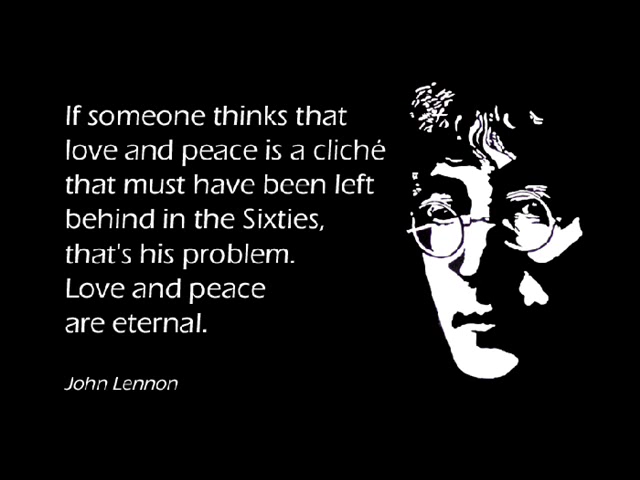 If someone thinks that
love and peace is a cliché
that must have been left
behind in the Sixties,
that's his problem.
Love and peace
are eternal.
John Lennon